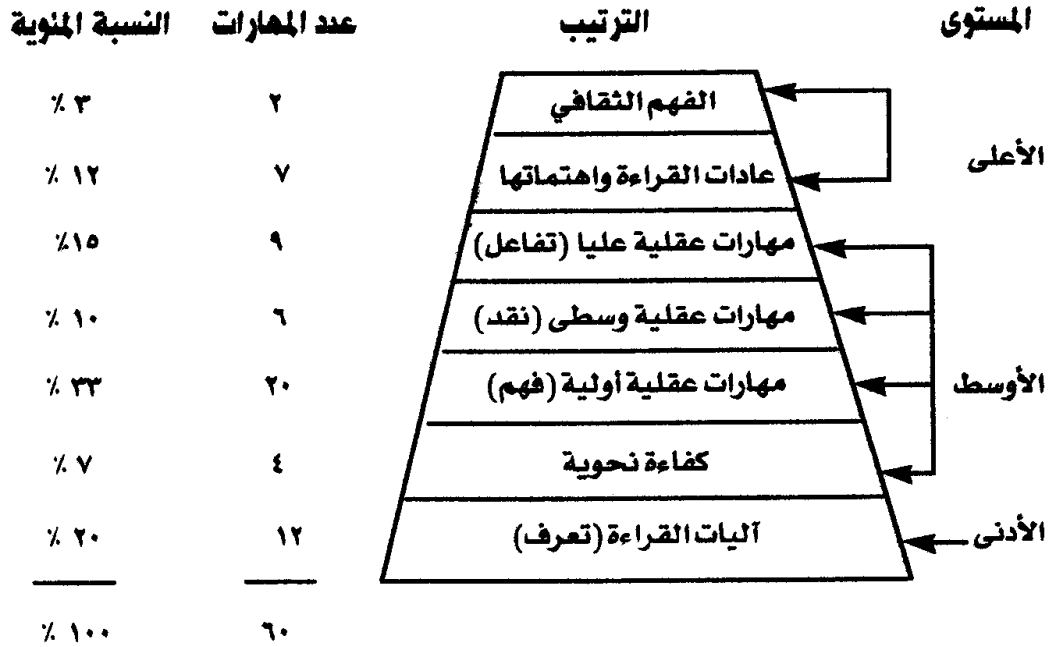 المستوى الترتيب عدد المهارات النسبة المئوية
الأعلى
الفهم الثقافي ٢ ٣ ٪
عادات القراءة واهتماتها ٧ ١٢ ٪
الأوسط
مهارات عقلية عليا (تفاعل) ٩ ١٥٪
مهارات عقلية وسطى (نقد) ٦ ١٠ ٪
مهارات عقلية أولية (فهم) ٢٠ ٣٣ ٪
كفاءة نحوية ٤ ٧ ٪
الأدنى آليات القراءة (تعرف) ١٢ ٢٠ ٪
٦٠ ١٠٠ ٪